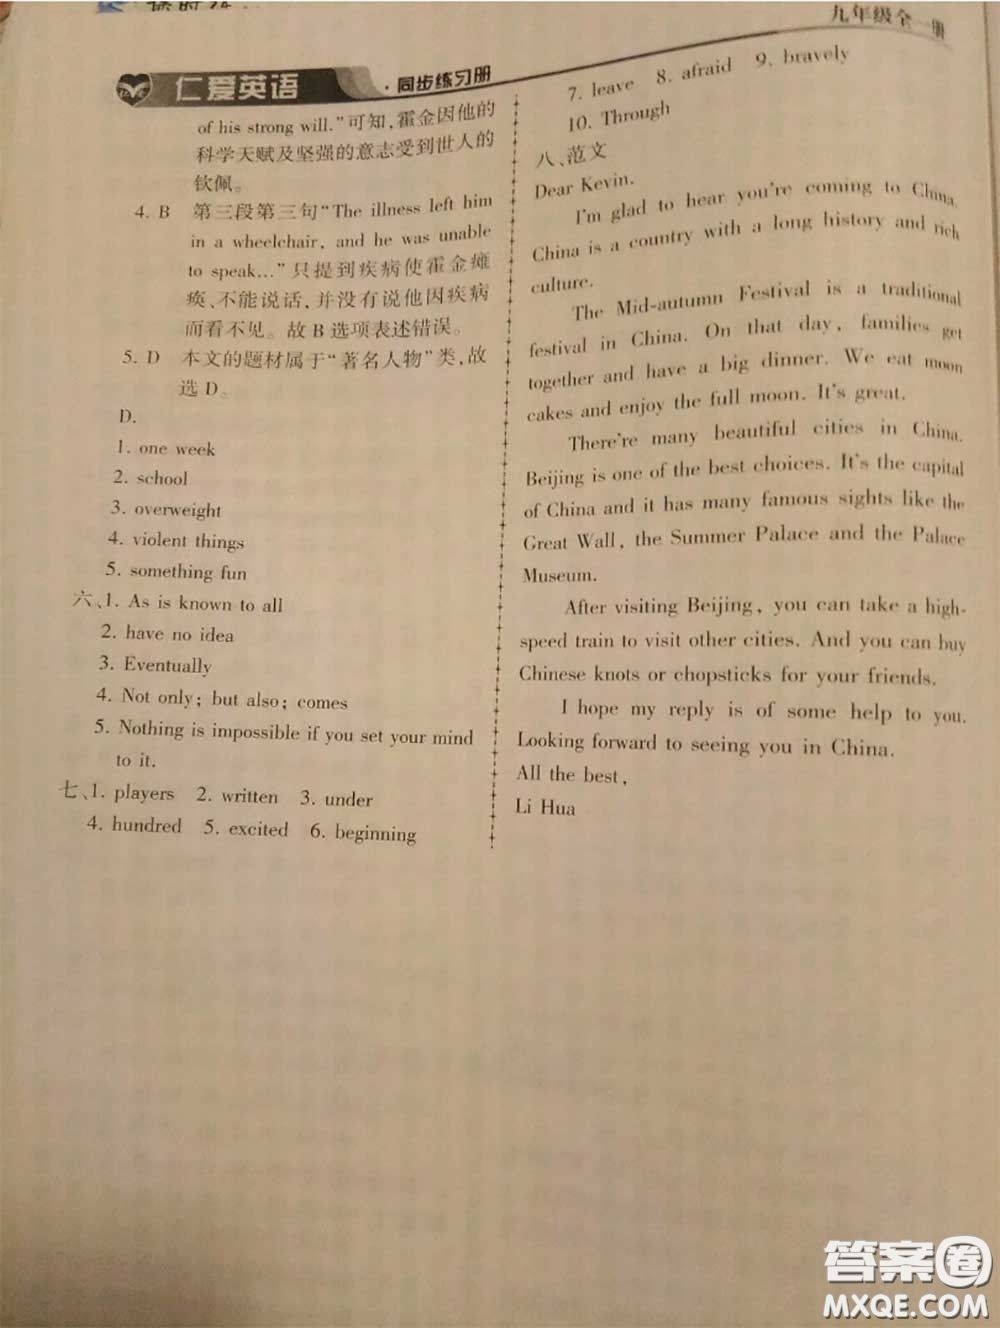 九年级全一册
仁爱英语 ·同步练习册
of his strong will.”可知,霍金因他的
科学天赋及坚强的意志受到世人的
钦佩。
4. B 第三段第三句“The illness left him
in a wheelchair, and he was unable
to speak…”只提到疾病使霍金瘫
痪、不能说话,并没有说他因疾病
而看不见。故 B 选项表述错误。
5. D 本文的题材属于“著名人物”类,故
选 D。
D.
1. one week
2. school
3. overweight
4. violent things
5. something fun
六、1. As is known to all
2. have no idea
3. Eventually
4. Not only; but also; comes
5. Nothing is impossible if you set your mind
to it.
七、1. players 2. written 3. under
4. hundred 5. excited 6. beginning
7. leave 8. afraid 9. bravely
10. Through
八、范文
Dear Kevin,
I'm glad to hear you're coming to China.
China is a country with a long history and rich
culture.
The Mid-autumn Festival is a traditional
festival in China. On that day, families get
together and have a big dinner. We eat moon
cakes and enjoy the full moon. It's great.
There're many beautiful cities in China.
Beijing is one of the best choices. It's the capital
of China and it has many famous sights like the
Great Wall, the Summer Palace and the Palace
Museum.
After visiting Beijing, you can take a high-
speed train to visit other cities. And you can buy
Chinese knots or chopsticks for your friends.
I hope my reply is of some help to you.
Looking forward to seeing you in China.
All the best,
Li Hua
答案圈
MXQE.COM